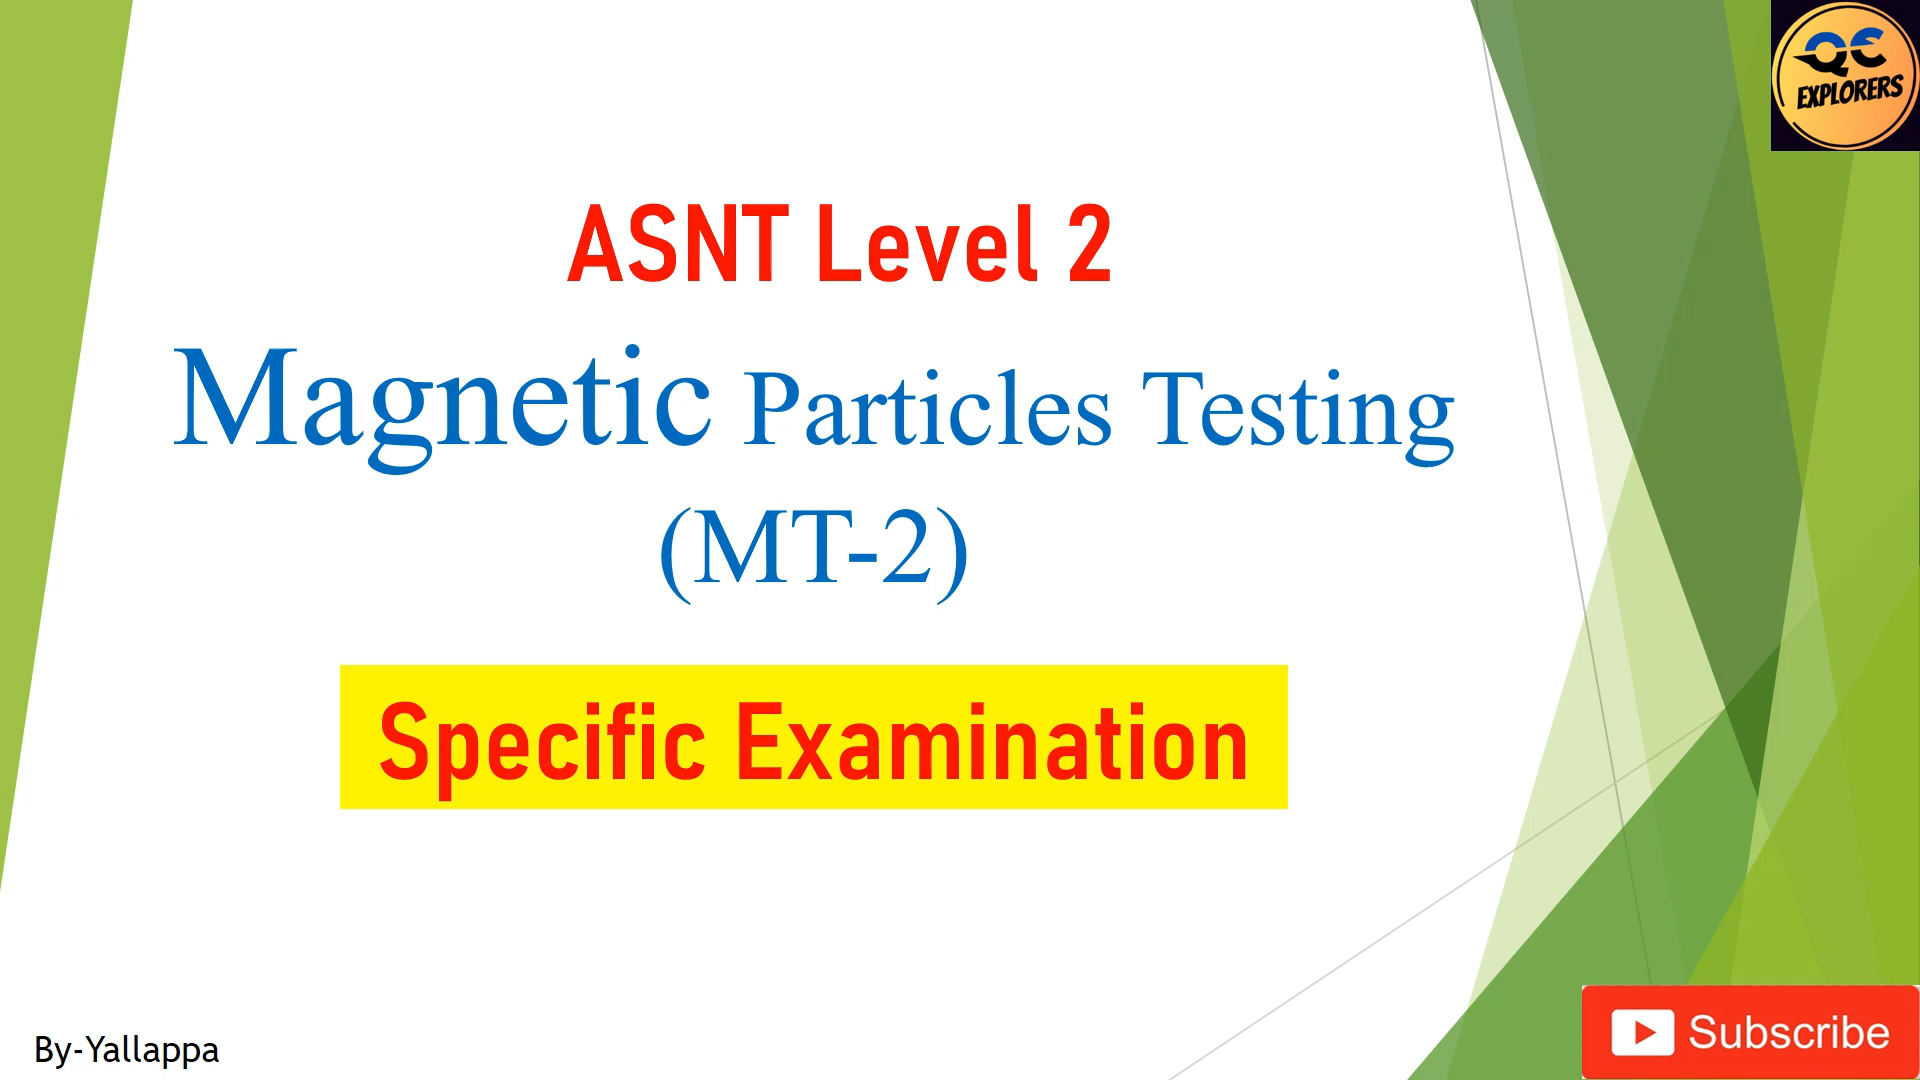 QC
EXPLORERS
ASNT Level 2
Magnetic Particles Testing
(MT-2)
Specific Examination
By-Yallappa
Subscribe